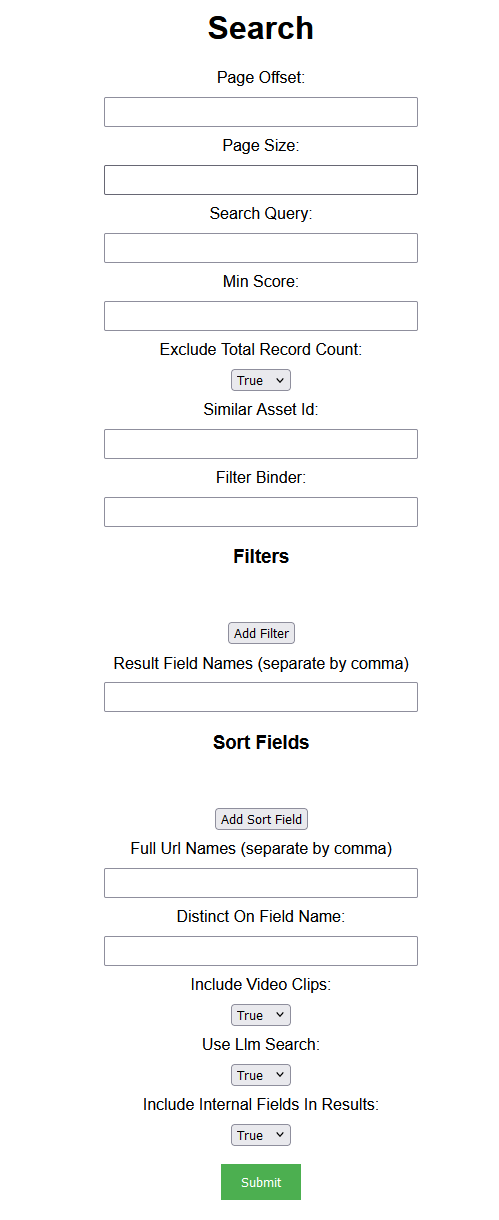 Search
Page Offset:
Page Size:
Search Query:
Min Score:
Exclude Total Record Count:
True
Similar Asset Id:
Filter Binder:
Filters
Add Filter
Result Field Names (separate by comma)
Sort Fields
Add Sort Field
Full Url Names (separate by comma)
Distinct On Field Name:
Include Video Clips:
True
Use Llm Search:
True
Include Internal Fields In Results:
True
Submit